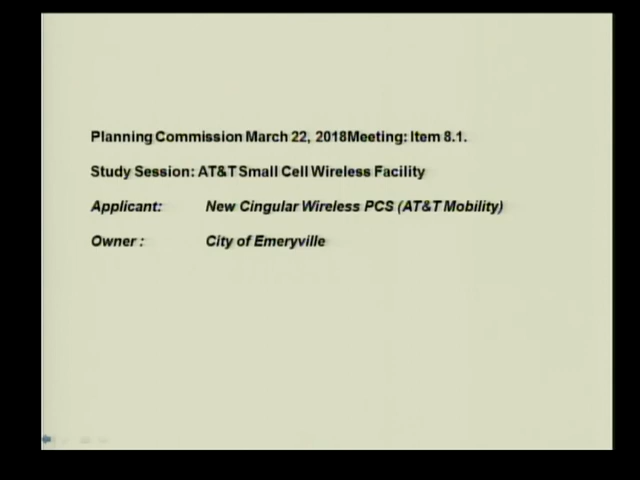 Planning Commission March 22, 2018Meeting: Item 8.1.
Study Session: AT&T Small Cell Wireless Facility
Applicant: New Cingular Wireless PCS (AT&T Mobility)
Owner : City of Emeryville